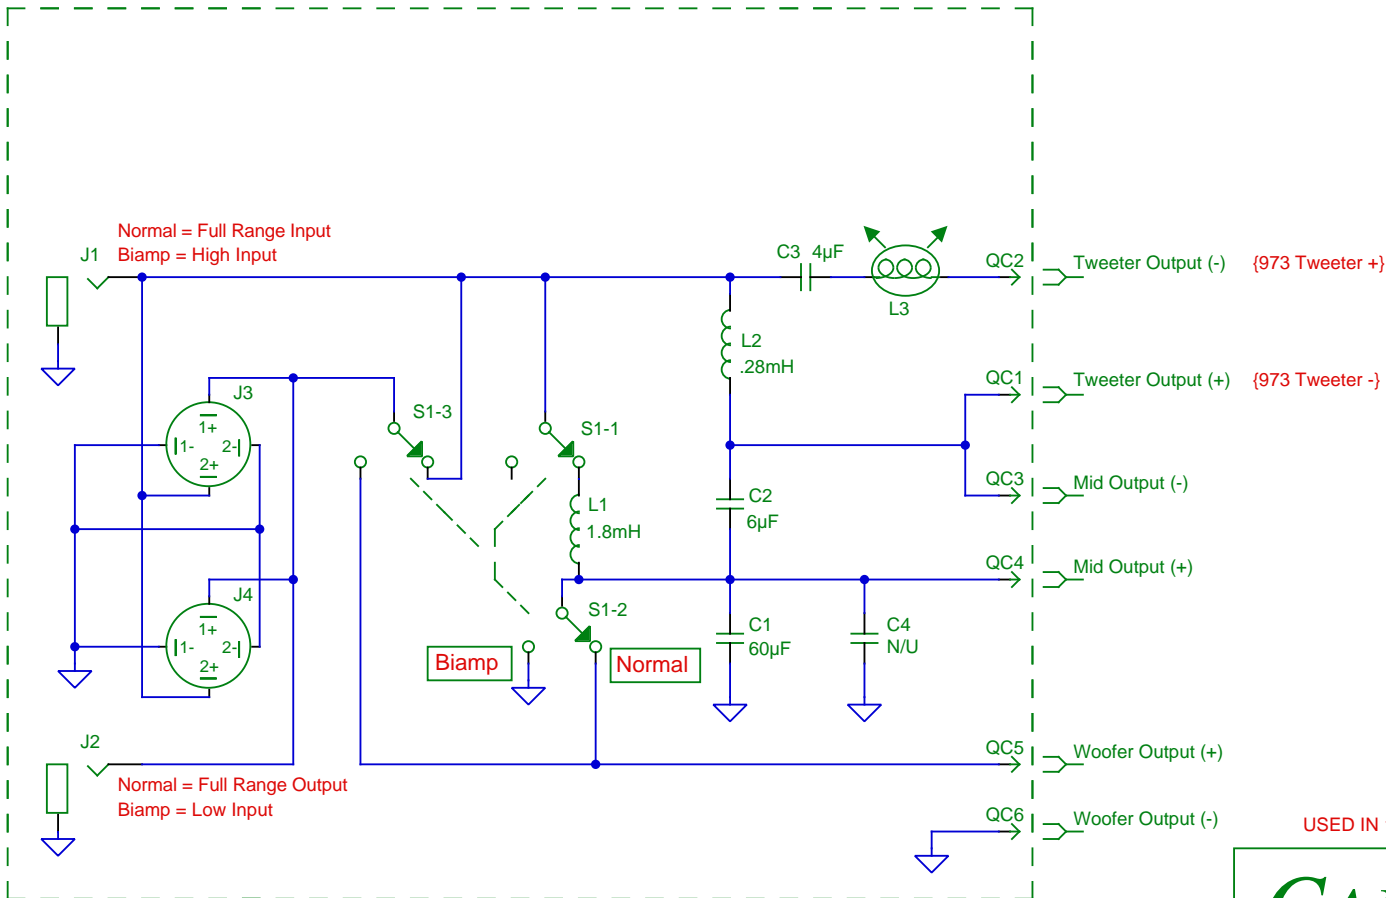 Normal = Full Range Input
J1 Biamp = High Input
C3 4µF
QC2 Tweeter Output (-) {973 Tweeter +}
L3
L2
.28mH
QC1 Tweeter Output (+) {973 Tweeter -}
J3
1+
1- 2-
2+
S1-3
S1-1
QC3 Mid Output (-)
C2
6µF
L1
1.8mH
QC4 Mid Output (+)
J4
1+
1- 2-
2+
S1-2
C1
60µF
C4
N/U
Biamp
Normal
J2
Normal = Full Range Output
Biamp = Low Input
QC5 Woofer Output (+)
QC6 Woofer Output (-)
USED IN